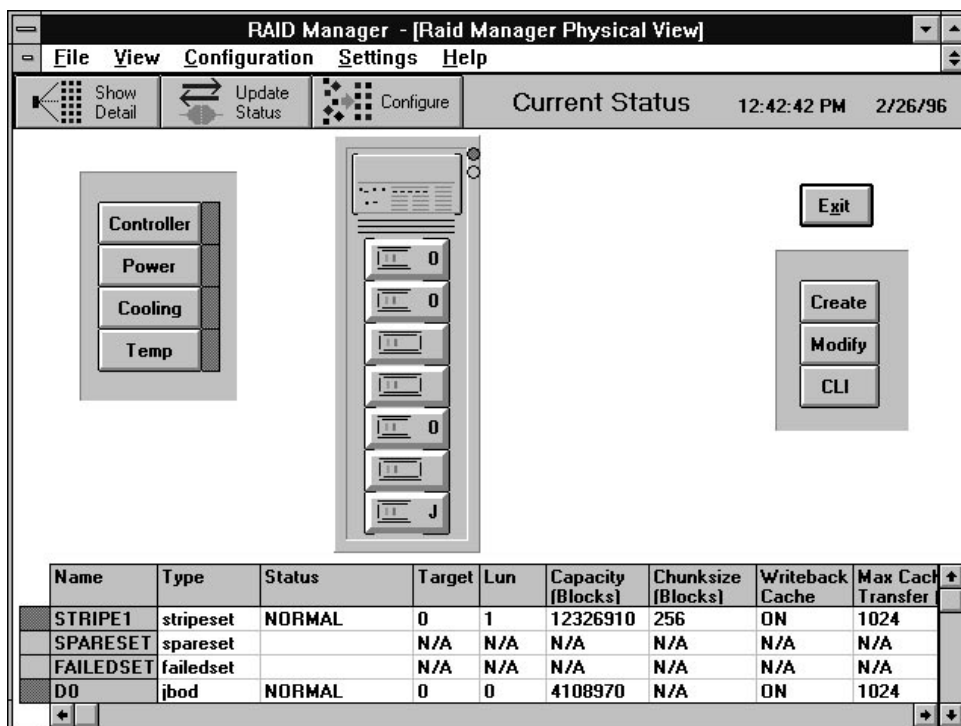 RAID Manager - [Raid Manager Physical View]
File View Configuration Settings Help
Show Detail
Update Status
Configure
Current Status 12:42:42 PM 2/26/96
Controller
Power
Cooling
Temp
0
0
0
J
Exit
Create
Modify
CLI
Name Type Status Target Lun Capacity (Blocks) Chunksize (Blocks) Writeback Cache Max Cach Transfer (
STRIPE1 stripeset NORMAL 0 1 12326910 256 ON 1024
SPARESET spareset N/A N/A N/A N/A N/A N/A
FAILEDSET failedset N/A N/A N/A N/A N/A N/A
D0 jbod NORMAL 0 0 4108970 N/A ON 1024